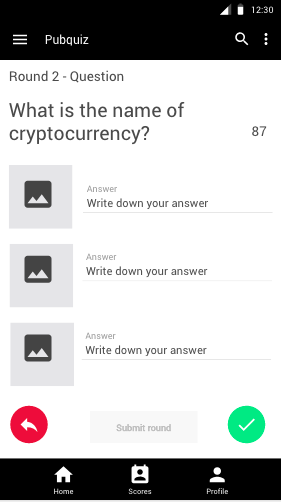 12:30
Pubquiz
Round 2 - Question
What is the name of
cryptocurrency?
87
Answer
Write down your answer
Answer
Write down your answer
Answer
Write down your answer
Submit round
Home
Scores
Profile